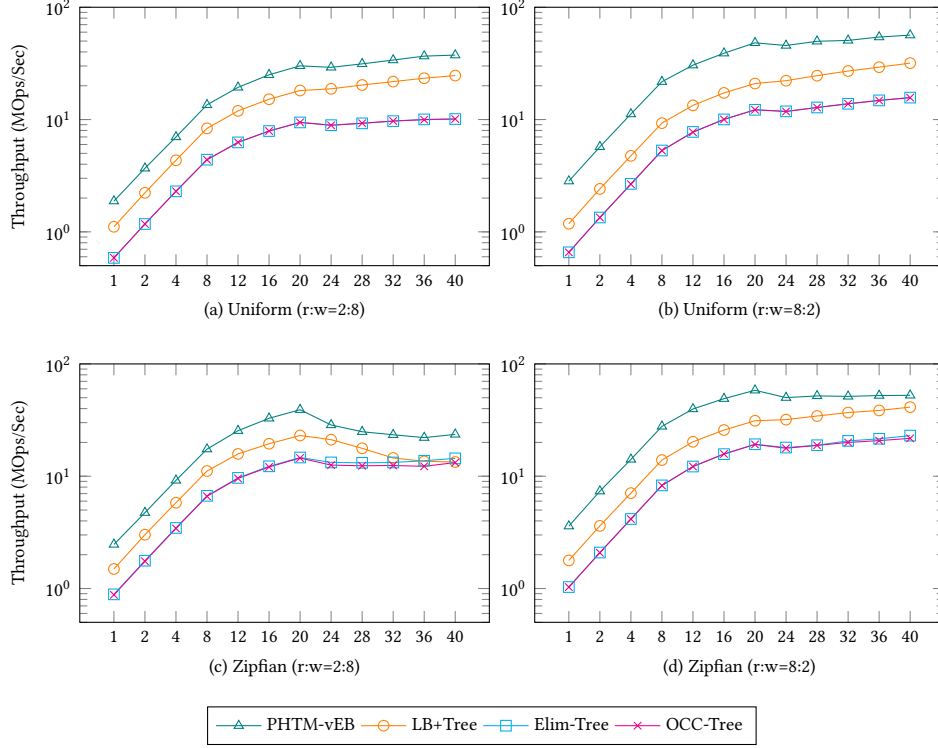 10²
10¹
10⁰
Throughput (MOps/Sec)
1 2 4 8 12 16 20 24 28 32 36 40
(a) Uniform (r:w=2:8)
10²
10¹
10⁰
1 2 4 8 12 16 20 24 28 32 36 40
(b) Uniform (r:w=8:2)
10²
10¹
10⁰
Throughput (MOps/Sec)
1 2 4 8 12 16 20 24 28 32 36 40
(c) Zipfian (r:w=2:8)
10²
10¹
10⁰
1 2 4 8 12 16 20 24 28 32 36 40
(d) Zipfian (r:w=8:2)
PHTM-vEB LB+Tree Elim-Tree OCC-Tree